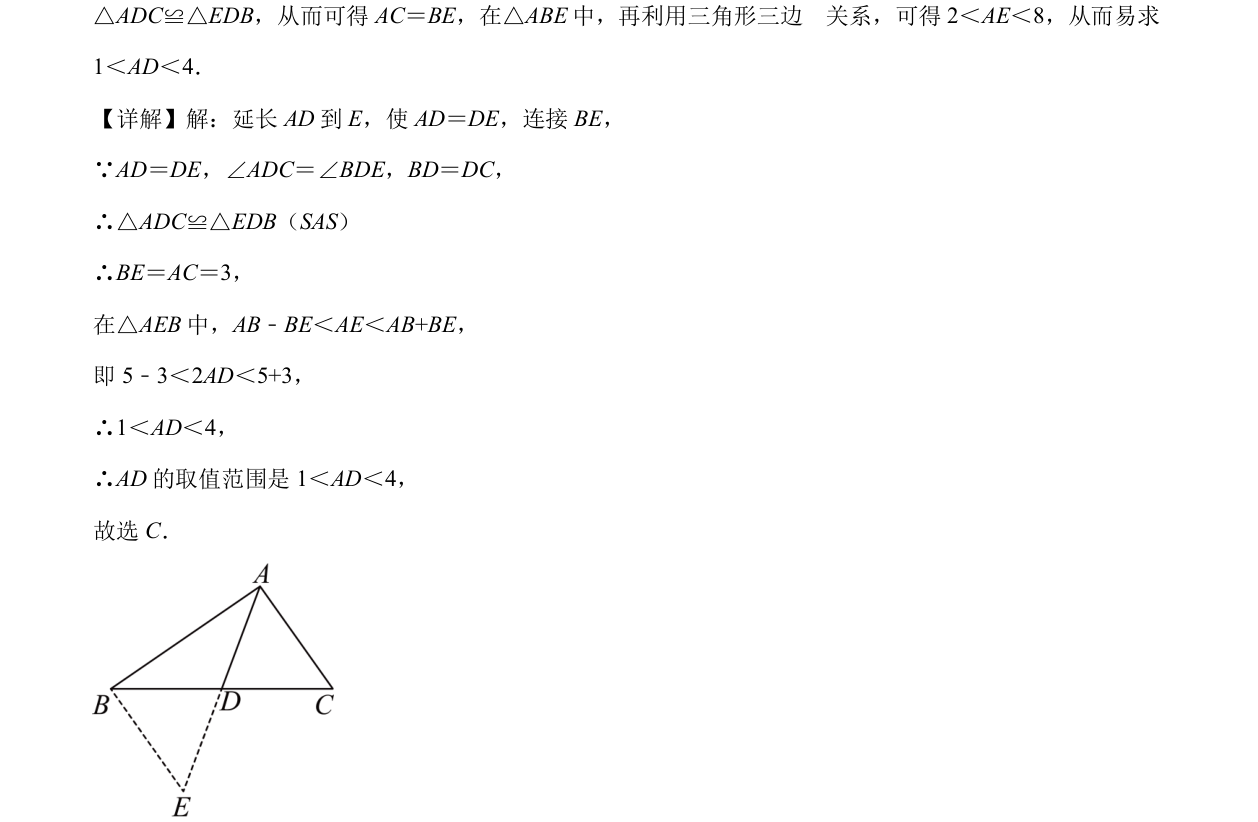 △ADC≌△EDB，从而可得 AC＝BE，在△ABE 中，再利用三角形三边　关系，可得 2＜AE＜8，从而易求
1＜AD＜4．
【详解】解：延长 AD 到 E，使 AD＝DE，连接 BE，
∵AD＝DE，∠ADC＝∠BDE，BD＝DC，
∴△ADC≌△EDB（SAS）
∴BE＝AC＝3，
在△AEB 中，AB﹣BE＜AE＜AB+BE，
即 5﹣3＜2AD＜5+3，
∴1＜AD＜4，
∴AD 的取值范围是 1＜AD＜4，
故选 C．
A
B
D
C
E